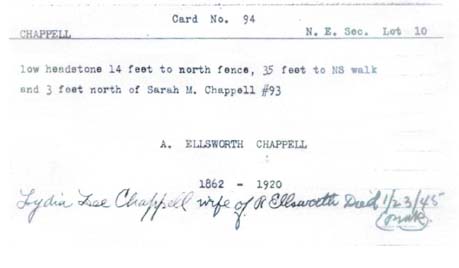 Card No. 94
CHAPPELL N. E. Sec. Lot 10
low headstone 14 feet to north fence, 35 feet to NS walk
and 3 feet north of Sarah M. Chappell #93
A. ELLSWORTH CHAPPELL
1862 - 1920
Lydia Lee Chappell wife of A Ellsworth Died 1/23/45